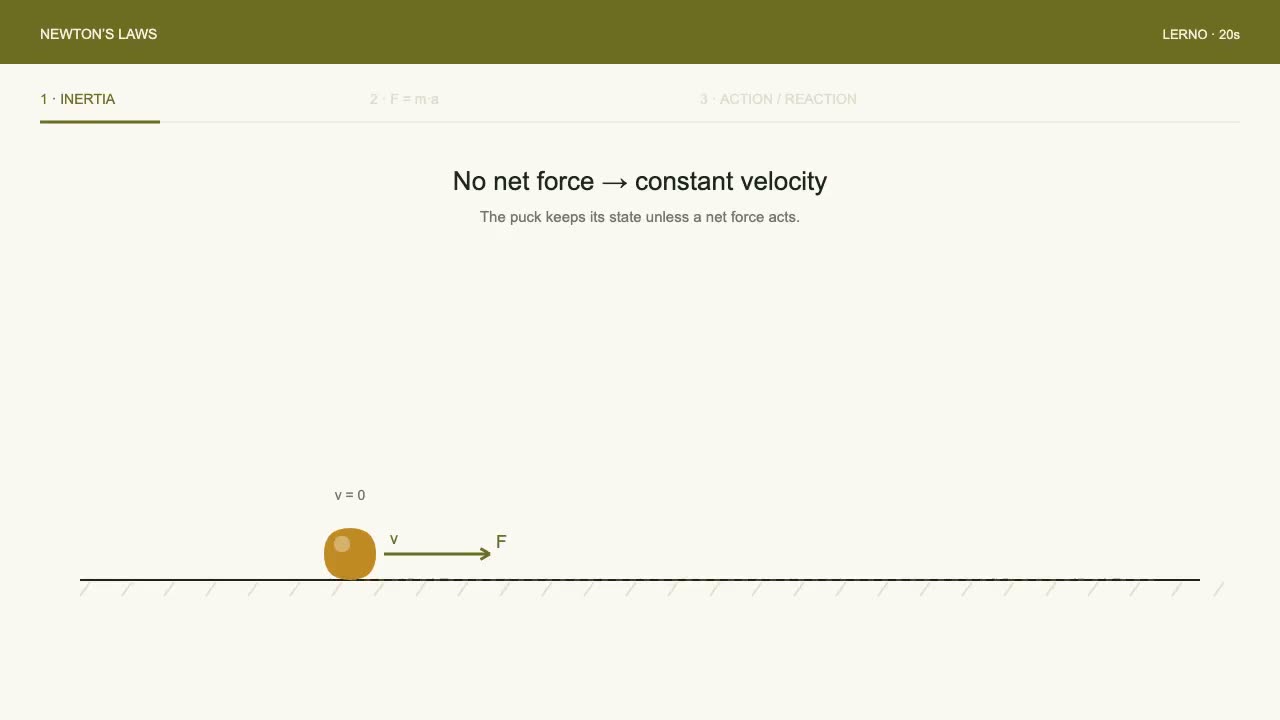 NEWTON'S LAWS
LERNO · 20s
1 · INERTIA
2 · F = m·a
3 · ACTION / REACTION
No net force → constant velocity
The puck keeps its state unless a net force acts.
v = 0
v
F